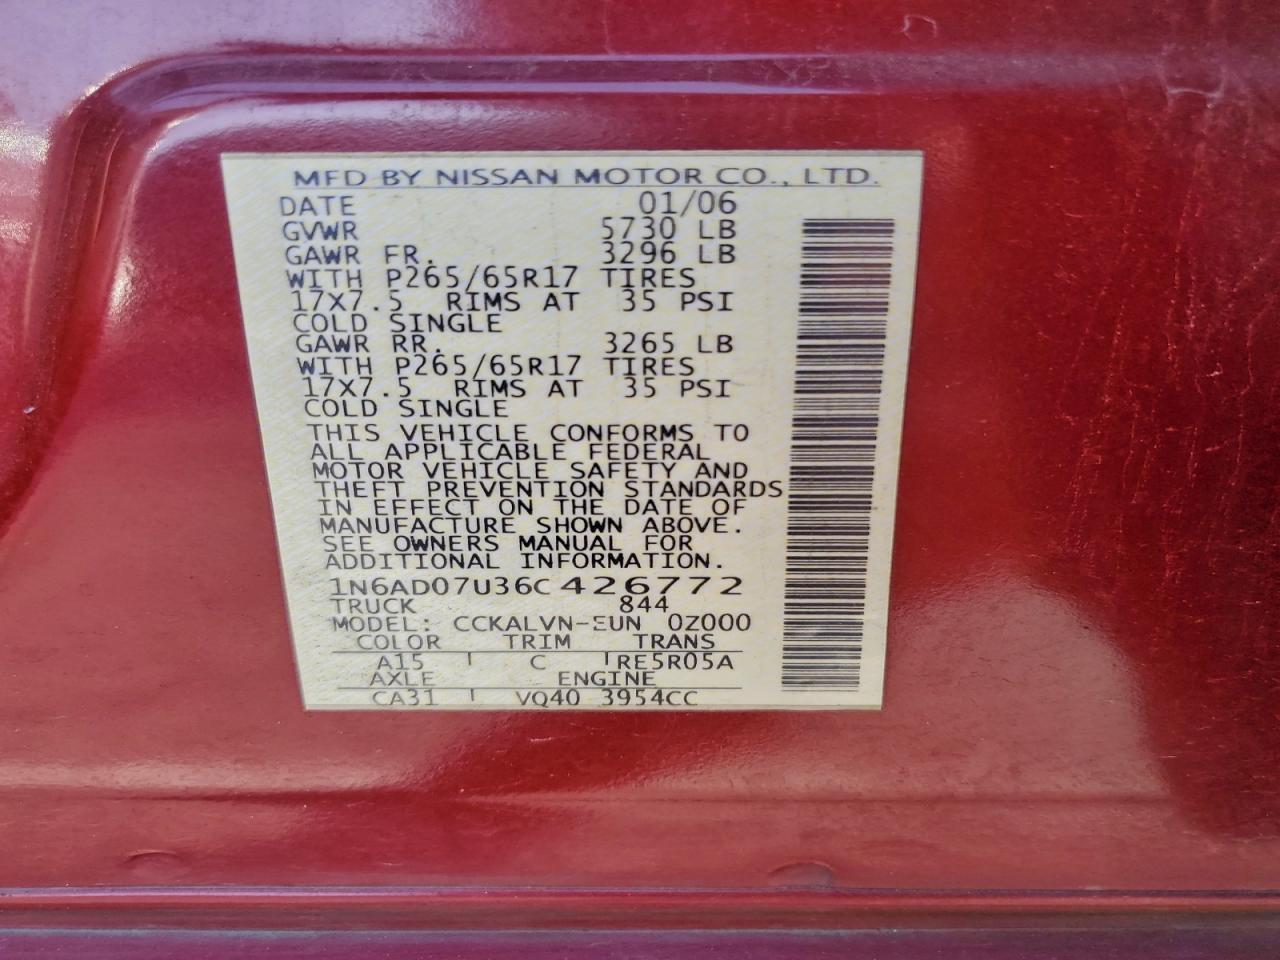 MFD BY NISSAN MOTOR CO., LTD.
DATE 01/06
GVWR 5730 LB
GAWR FR. 3296 LB
WITH P265/65R17 TIRES
17X7.5 RIMS AT 35 PSI
COLD SINGLE
GAWR RR. 3265 LB
WITH P265/65R17 TIRES
17X7.5 RIMS AT 35 PSI
COLD SINGLE
THIS VEHICLE CONFORMS TO
ALL APPLICABLE FEDERAL
MOTOR VEHICLE SAFETY AND
THEFT PREVENTION STANDARDS
IN EFFECT ON THE DATE OF
MANUFACTURE SHOWN ABOVE.
SEE OWNERS MANUAL FOR
ADDITIONAL INFORMATION.
1N6AD07U36C426772
TRUCK 844
MODEL: CCKALVN-EUN 0Z000
COLOR TRIM TRANS
A15 C RE5R05A
AXLE ENGINE
CA31 VQ40 3954CC